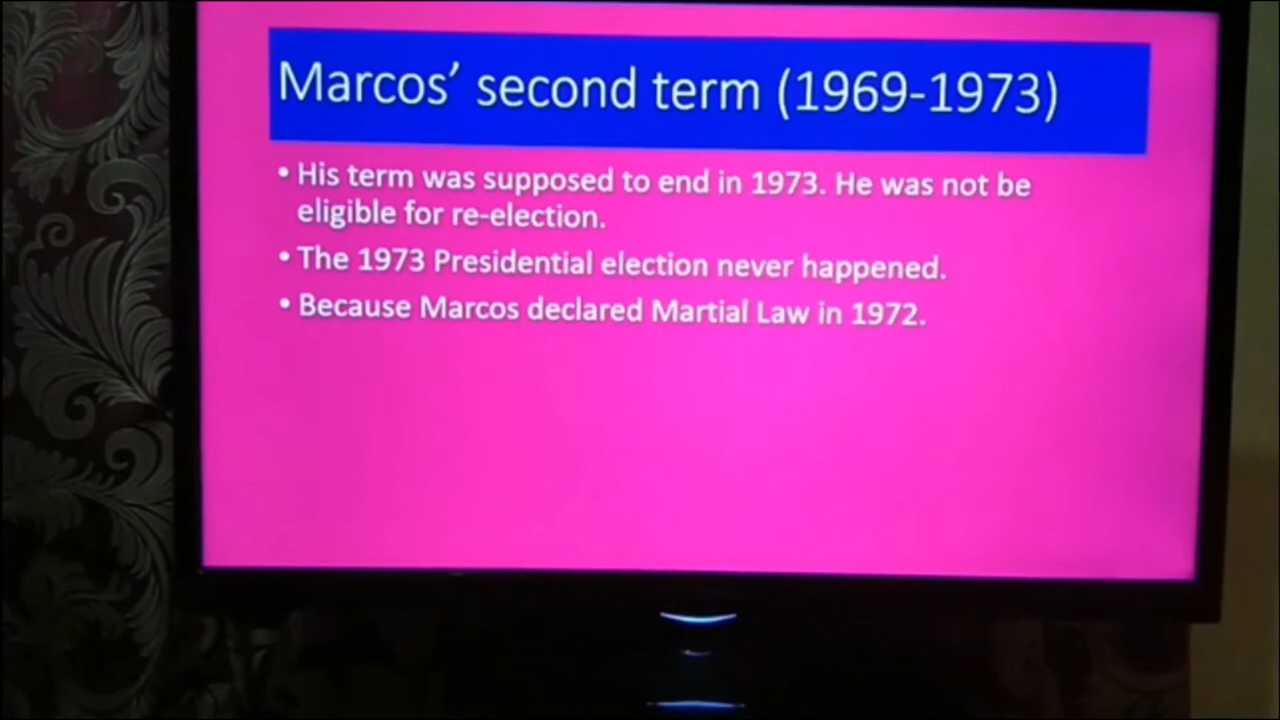 Marcos’ second term (1969-1973)
• His term was supposed to end in 1973. He was not be
eligible for re-election.
• The 1973 Presidential election never happened.
• Because Marcos declared Martial Law in 1972.